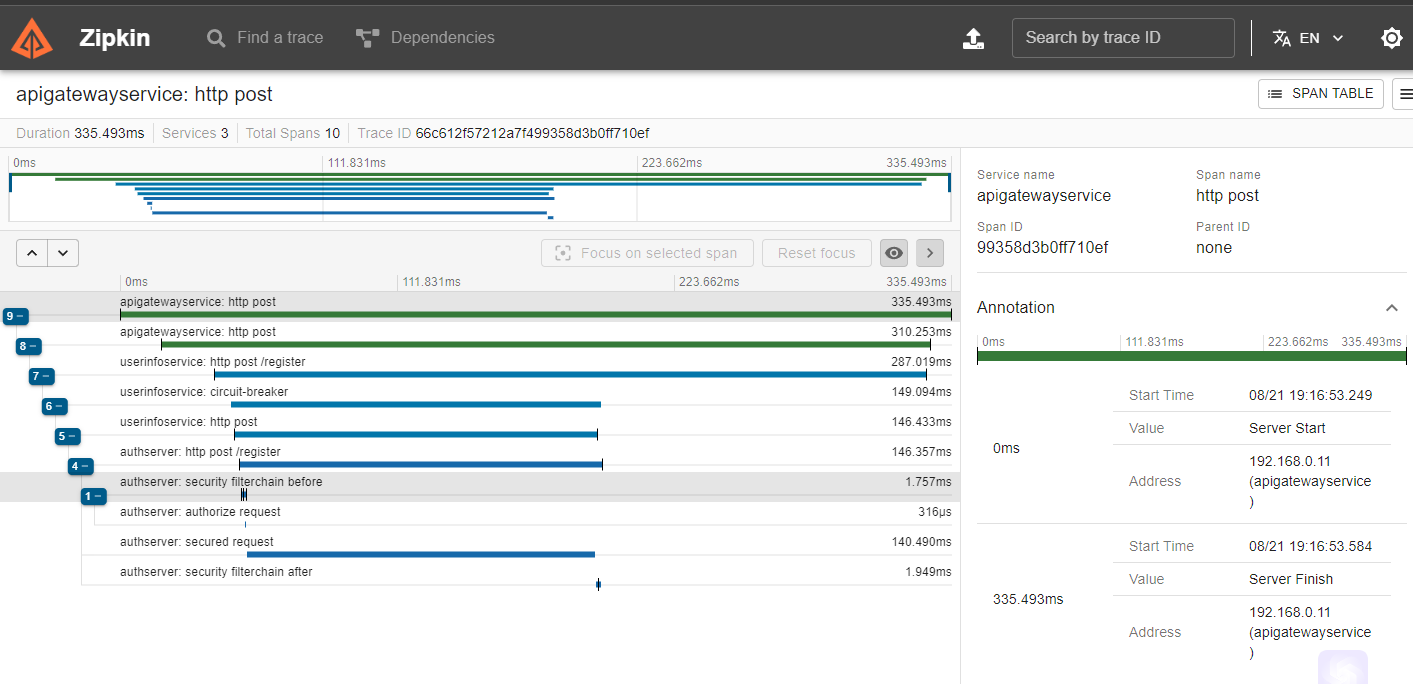 Zipkin
Find a trace
Dependencies
Search by trace ID
EN
apigatewayservice: http post
SPAN TABLE
Duration 335.493ms Services 3 Total Spans 10 Trace ID 66c612f57212a7f499358d3b0ff710ef
0ms 111.831ms 223.662ms 335.493ms
Focus on selected span
Reset focus
0ms 111.831ms 223.662ms 335.493ms
apigatewayservice: http post 335.493ms
9 −
apigatewayservice: http post 310.253ms
8 −
userinfoservice: http post /register 287.019ms
7 −
userinfoservice: circuit-breaker 149.094ms
6 −
userinfoservice: http post 146.433ms
5 −
authserver: http post /register 146.357ms
4 −
authserver: security filterchain before 1.757ms
1 −
authserver: authorize request 316μs
authserver: secured request 140.490ms
authserver: security filterchain after 1.949ms
Service name Span name
apigatewayservice http post
Span ID Parent ID
99358d3b0ff710ef none
Annotation
0ms 111.831ms 223.662ms 335.493ms
0ms
Start Time 08/21 19:16:53.249
Value Server Start
Address 192.168.0.11
(apigatewayservice
)
335.493ms
Start Time 08/21 19:16:53.584
Value Server Finish
Address 192.168.0.11
(apigatewayservice
)